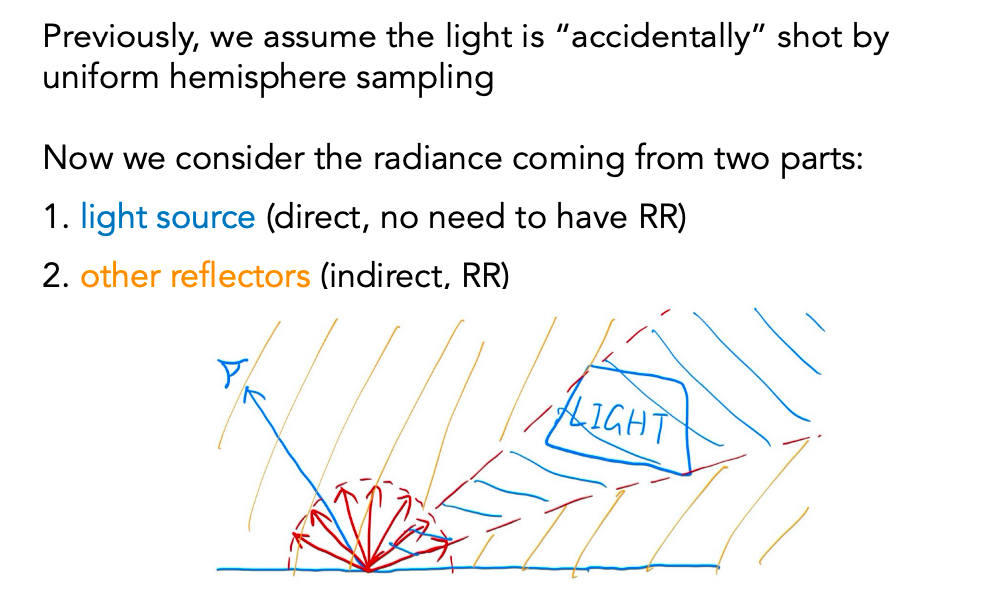 Previously, we assume the light is “accidentally” shot by
uniform hemisphere sampling
Now we consider the radiance coming from two parts:
1. light source (direct, no need to have RR)
2. other reflectors (indirect, RR)
LIGHT